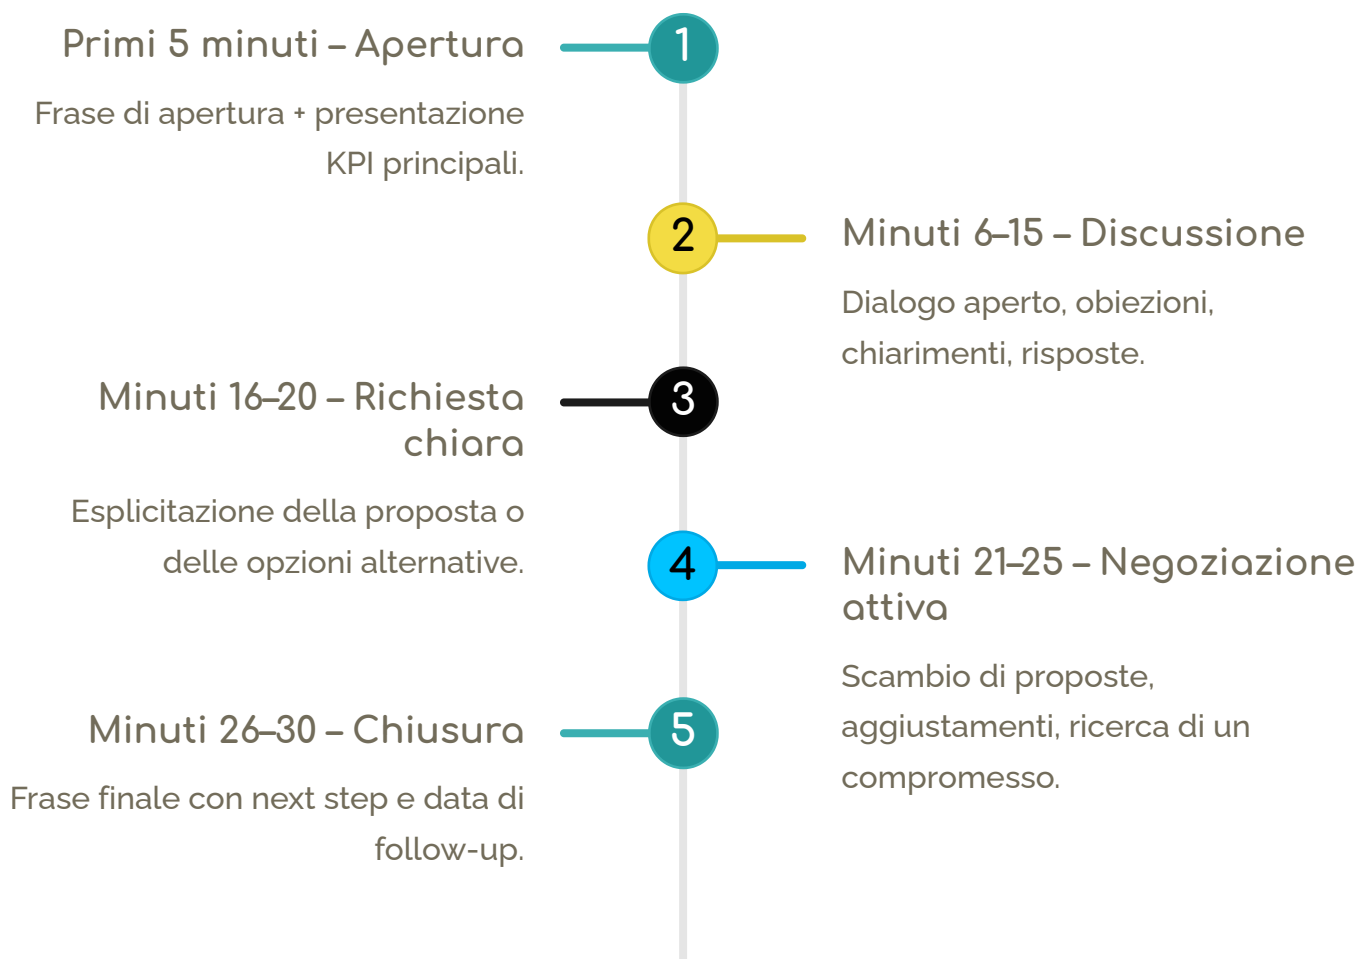 1
Primi 5 minuti – Apertura
Frase di apertura + presentazione
KPI principali.
2
Minuti 6–15 – Discussione
Dialogo aperto, obiezioni,
chiarimenti, risposte.
3
Minuti 16–20 – Richiesta
chiara
Esplicitazione della proposta o
delle opzioni alternative.
4
Minuti 21–25 – Negoziazione
attiva
Scambio di proposte,
aggiustamenti, ricerca di un
compromesso.
5
Minuti 26–30 – Chiusura
Frase finale con next step e data di
follow-up.